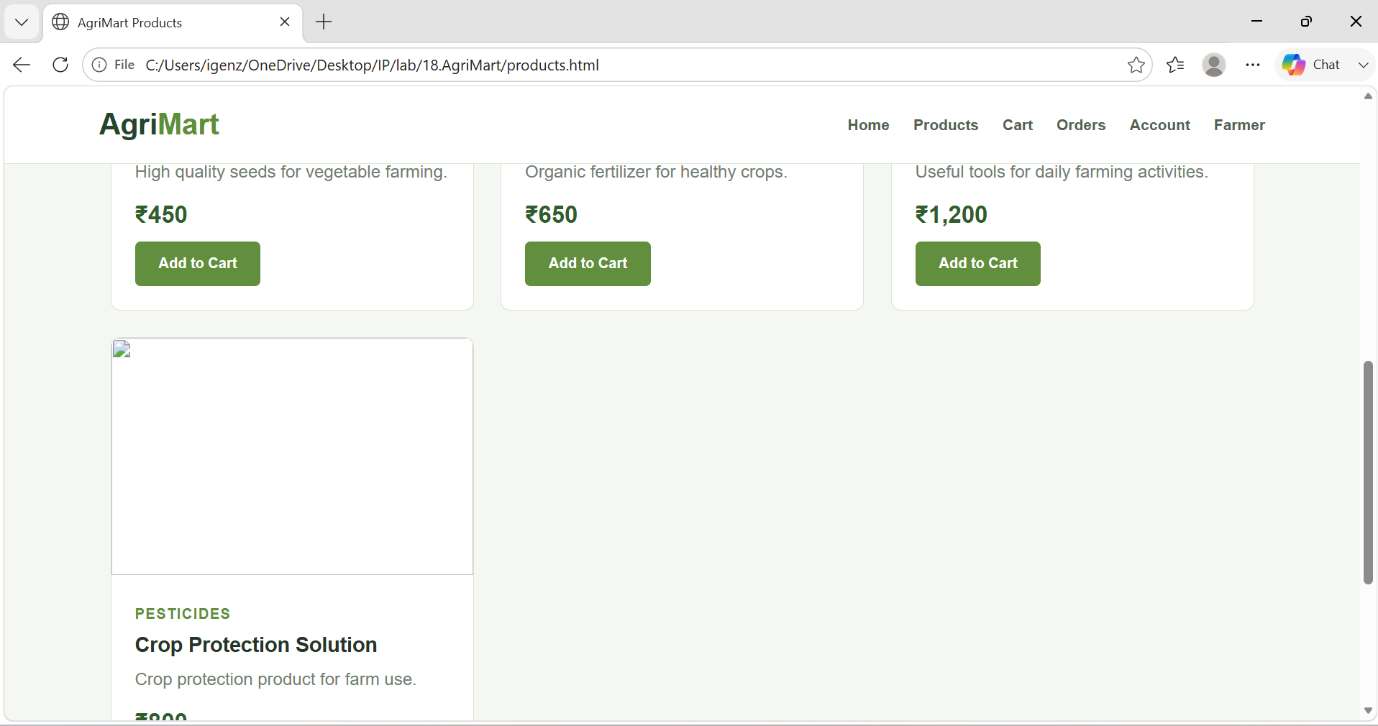 AgriMart Products
File C:/Users/igenz/OneDrive/Desktop/IP/lab/18.AgriMart/products.html
Chat
AgriMart
Home Products Cart Orders Account Farmer
High quality seeds for vegetable farming.
Organic fertilizer for healthy crops.
Useful tools for daily farming activities.
₹450
₹650
₹1,200
Add to Cart
Add to Cart
Add to Cart
PESTICIDES
Crop Protection Solution
Crop protection product for farm use.